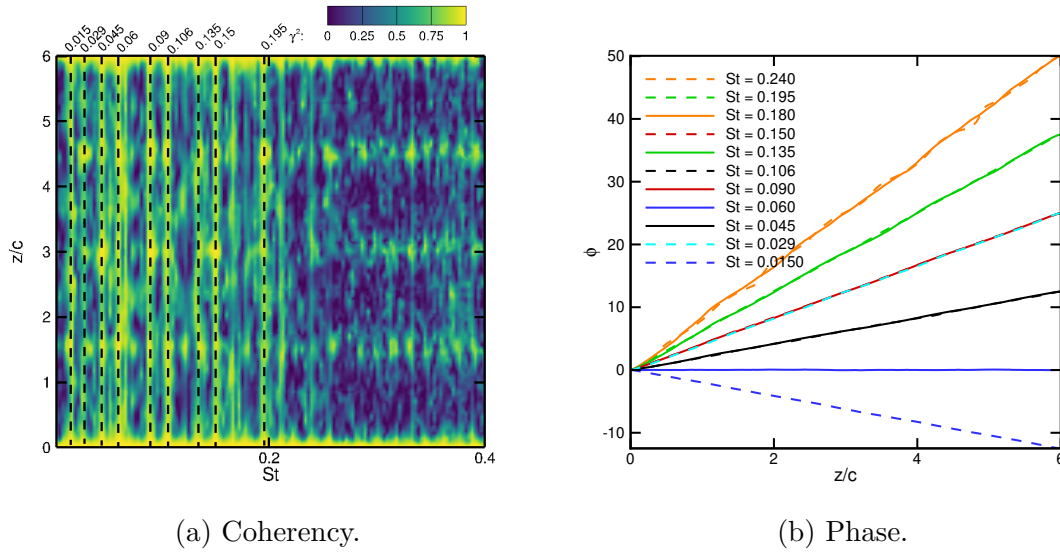 0.015
0.029
0.045
0.06
0.09
0.106
0.135
0.15
0.195
0 0.25 0.5 0.75 1
6
5
4
3
2
1
0
z/c
0.2
0.4
St
50
40
30
20
10
0
-10
ϕ
St = 0.240
St = 0.195
St = 0.180
St = 0.150
St = 0.135
St = 0.106
St = 0.090
St = 0.060
St = 0.045
St = 0.029
St = 0.0150
0 2 4 6
z/c
(a) Coherency.
(b) Phase.